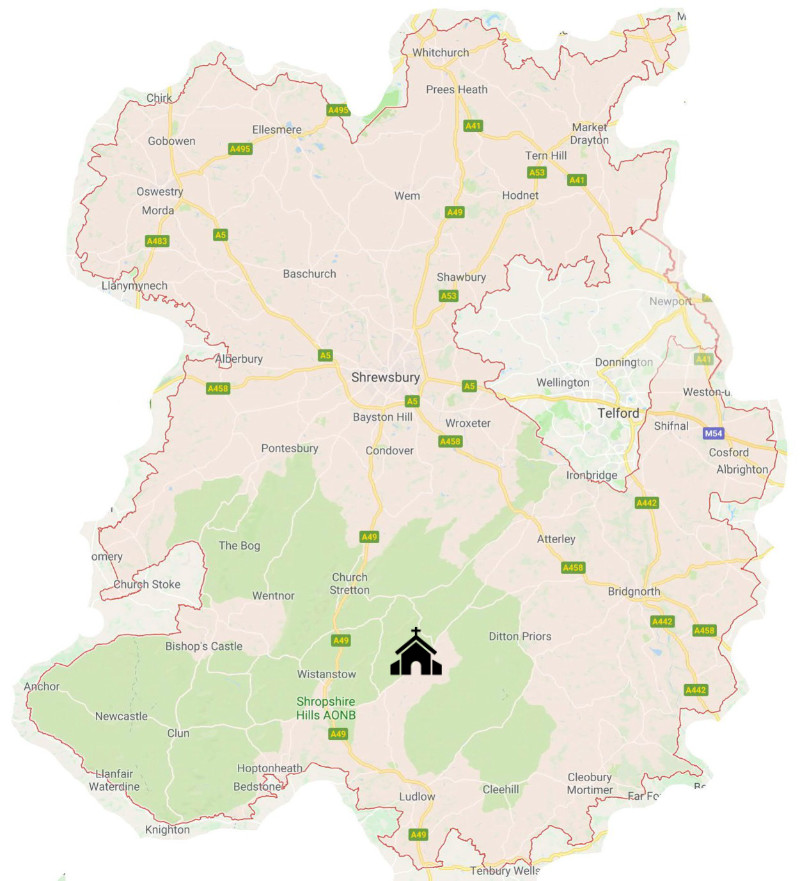 M
Whitchurch
Prees Heath
Chirk
A495
Ellesmere
A41
Market
Drayton
Gobowen
A495
Tern Hill
A53
A41
Oswestry
Wem
Hodnet
Morda
A49
A5
A483
Baschurch
Shawbury
Llanymynech
A53
Newport
Alberbury
A5
A41
Donnington
Shrewsbury
Wellington
A458
A5
Weston-u
A5
Telford
Bayston Hill
Wroxeter
Shifnal
M54
A458
Pontesbury
Condover
Cosford
Albrighton
Ironbridge
A442
A49
Atterley
The Bog
omery
A458
Church
Stretton
Church Stoke
Wentnor
Bridgnorth
A442
A458
Ditton Priors
A49
Bishop's Castle
Wistanstow
Anchor
A442
Shropshire
Hills AONB
Newcastle
Clun
A49
Hoptonheath
Llanfair
Waterdine
Bedstone
Cleobury
Mortimer
Cleehill
Ludlow
Far Fo
Knighton
A49
Tenbury Wells